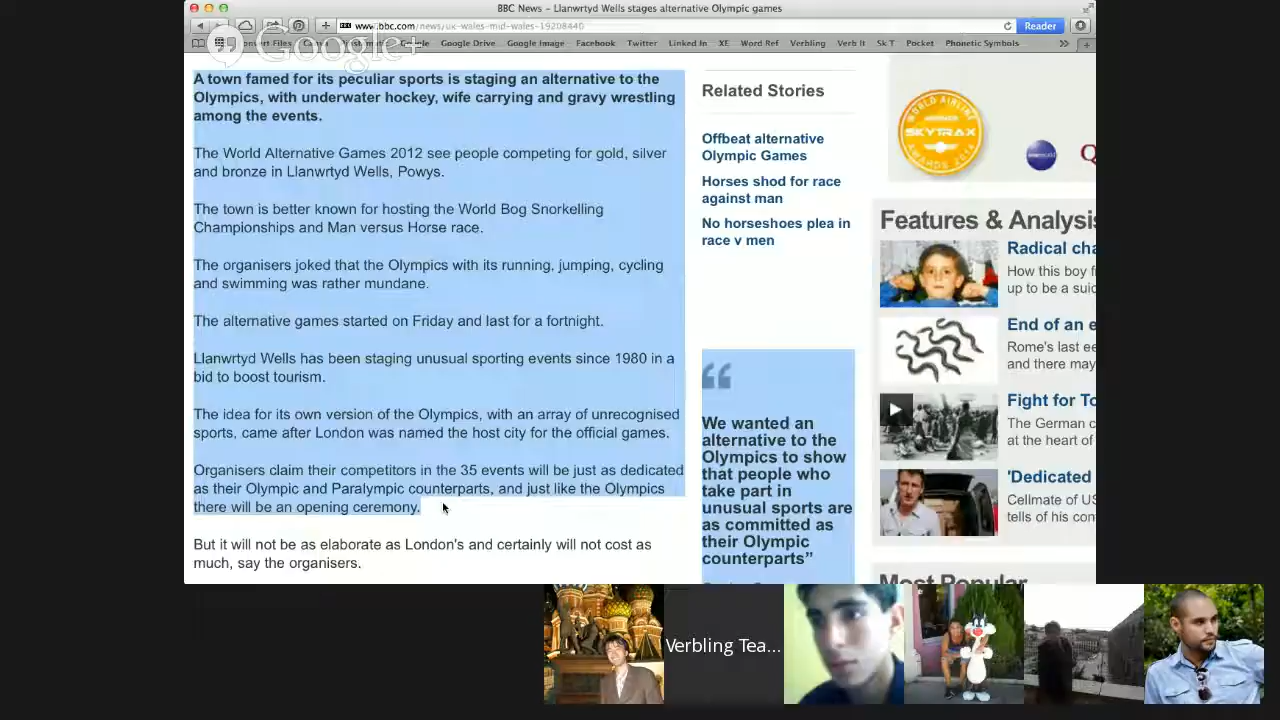 BBC News – Llanwrtyd Wells stages alternative Olympic games
www.bbc.com/news/uk-wales-mid-wales-19208440
Reader
Google+
Google Drive
Google Image
Facebook
Twitter
Linked In
XE
Word Ref
Verbling
Verb It
Sk T
Pocket
Phonetic Symbols
A town famed for its peculiar sports is staging an alternative to the
Olympics, with underwater hockey, wife carrying and gravy wrestling
among the events.
The World Alternative Games 2012 see people competing for gold, silver
and bronze in Llanwrtyd Wells, Powys.
The town is better known for hosting the World Bog Snorkelling
Championships and Man versus Horse race.
The organisers joked that the Olympics with its running, jumping, cycling
and swimming was rather mundane.
The alternative games started on Friday and last for a fortnight.
Llanwrtyd Wells has been staging unusual sporting events since 1980 in a
bid to boost tourism.
The idea for its own version of the Olympics, with an array of unrecognised
sports, came after London was named the host city for the official games.
Organisers claim their competitors in the 35 events will be just as dedicated
as their Olympic and Paralympic counterparts, and just like the Olympics
there will be an opening ceremony.
But it will not be as elaborate as London's and certainly will not cost as
much, say the organisers.
Related Stories
Offbeat alternative
Olympic Games
Horses shod for race
against man
No horseshoes plea in
race v men
“
We wanted an
alternative to the
Olympics to show
that people who
take part in
unusual sports are
as committed as
their Olympic
counterparts”
WORLD AIRLINE
SKYTRAX
AWARDS
Q
Features & Analysis
Radical cha
How this boy f
up to be a suic
End of an e
Rome's last ee
and there may
Fight for To
The German c
at the heart of
'Dedicated
Cellmate of US
tells of his con
Most Popular
Verbling Tea...